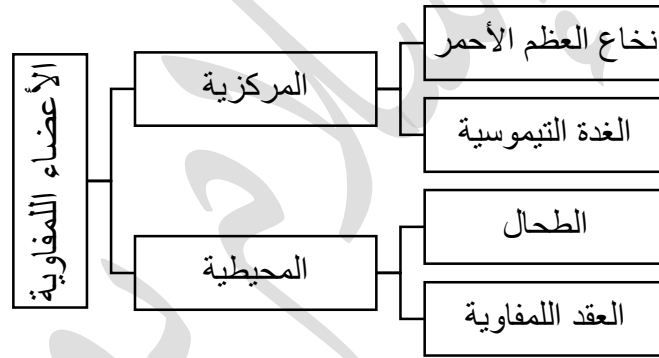 الأعضاء اللمفاوية
المركزية
نخاع العظم الأحمر
الغدة التيموسية
المحيطية
الطحال
العقد اللمفاوية